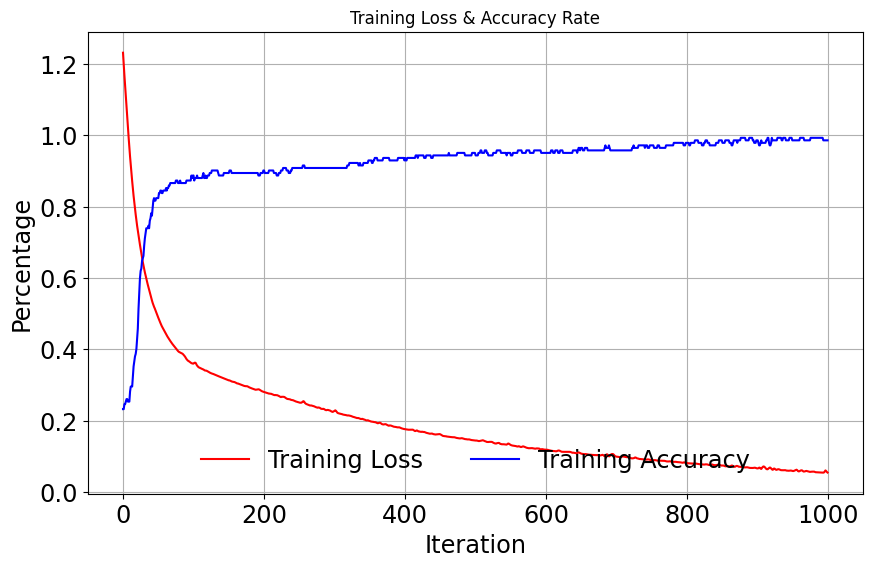 Training Loss & Accuracy Rate
Percentage
1.2
1.0
0.8
0.6
0.4
0.2
0.0
Training Loss
Training Accuracy
0 200 400 600 800 1000
Iteration